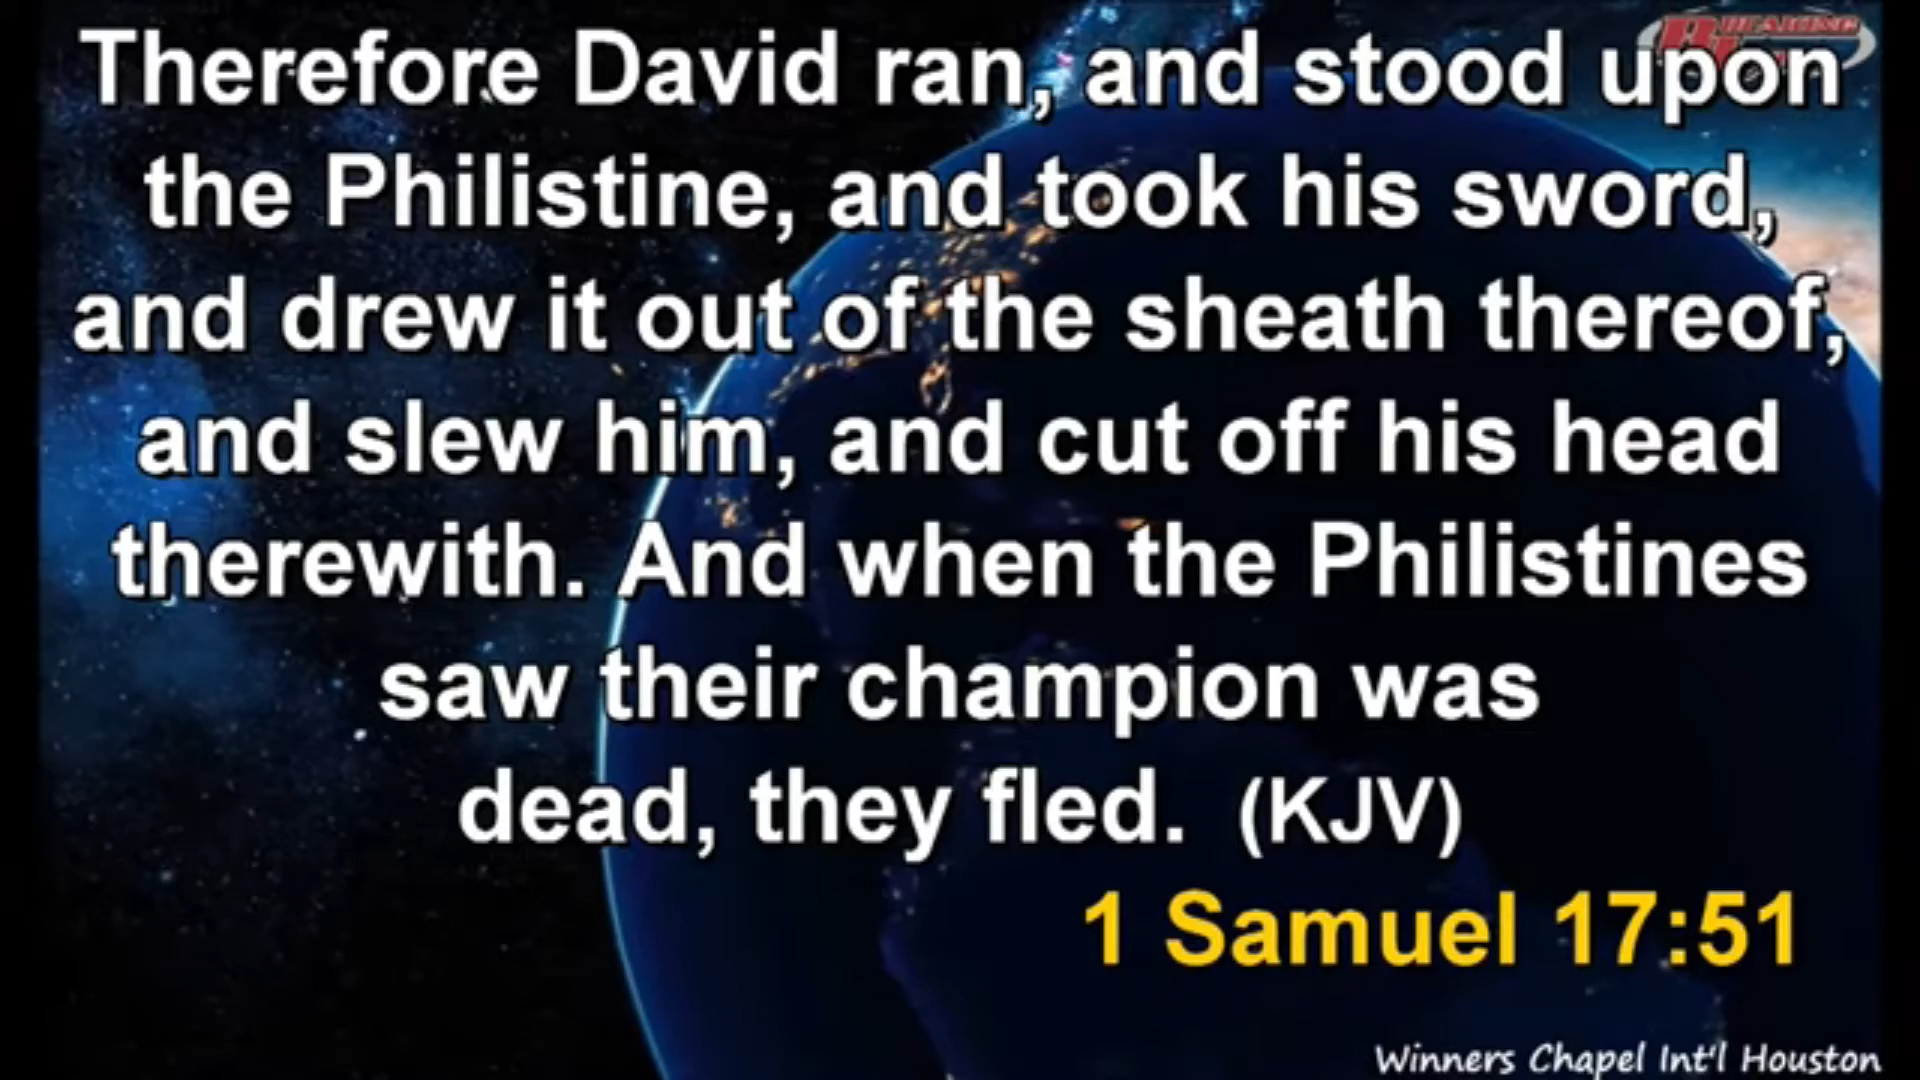 Therefore David ran, and stood upon
the Philistine, and took his sword,
and drew it out of the sheath thereof,
and slew him, and cut off his head
therewith. And when the Philistines
saw their champion was
dead, they fled. (KJV)
1 Samuel 17:51
Winners Chapel Int'l Houston